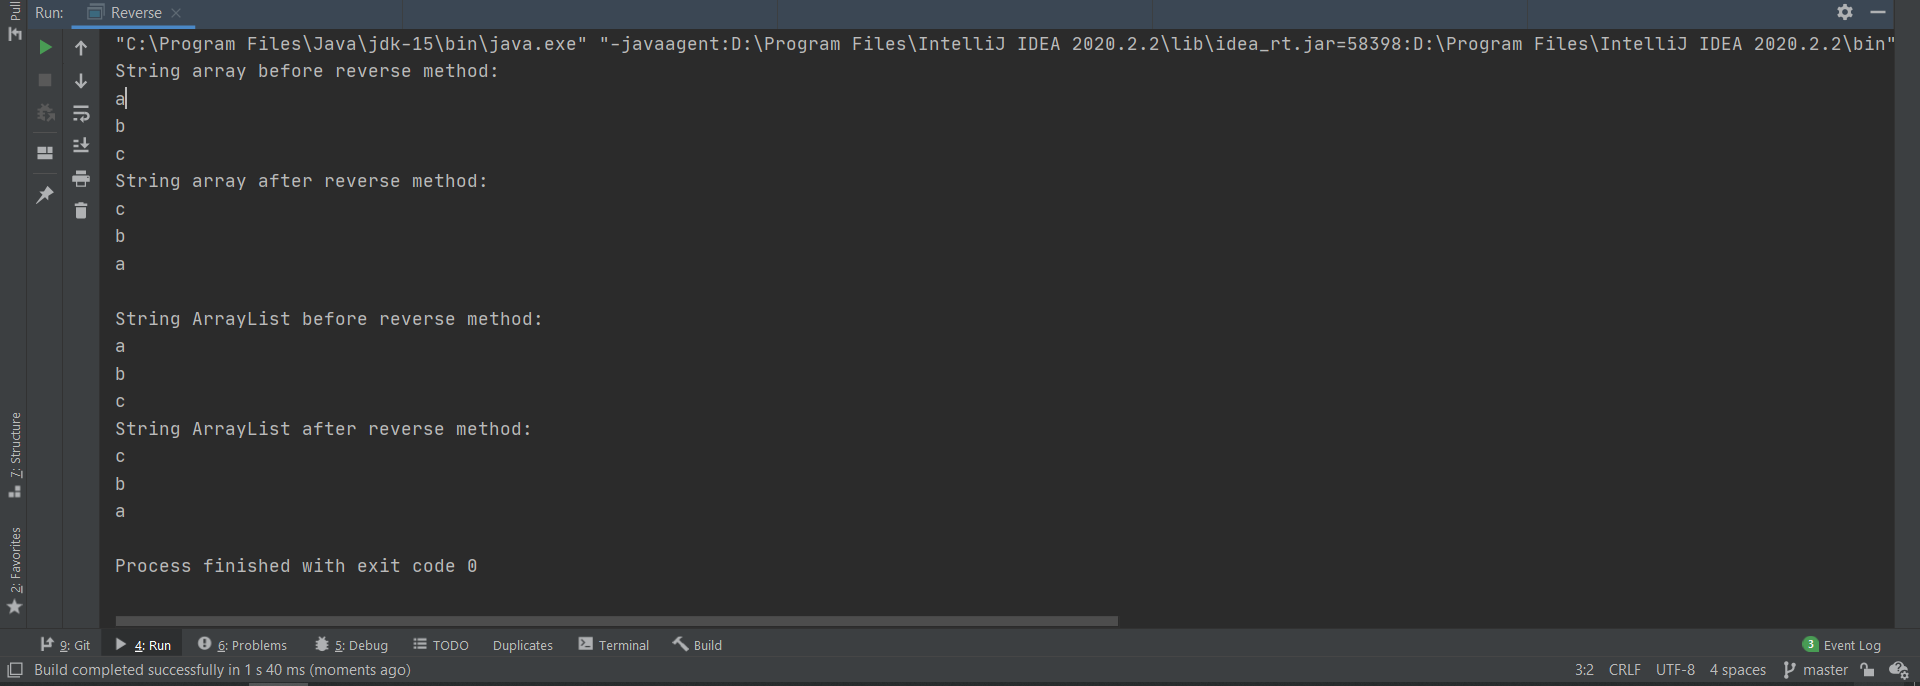 Pull
Run: Reverse
"C:\Program Files\Java\jdk-15\bin\java.exe" "-javaagent:D:\Program Files\IntelliJ IDEA 2020.2.2\lib\idea_rt.jar=58398:D:\Program Files\IntelliJ IDEA 2020.2.2\bin"
String array before reverse method:
a
b
c
String array after reverse method:
c
b
a
String ArrayList before reverse method:
a
b
c
String ArrayList after reverse method:
c
b
a
Process finished with exit code 0
7: Structure
2: Favorites
9: Git 4: Run 6: Problems 5: Debug TODO Duplicates Terminal Build 3 Event Log
Build completed successfully in 1 s 40 ms (moments ago) 3:2 CRLF UTF-8 4 spaces master